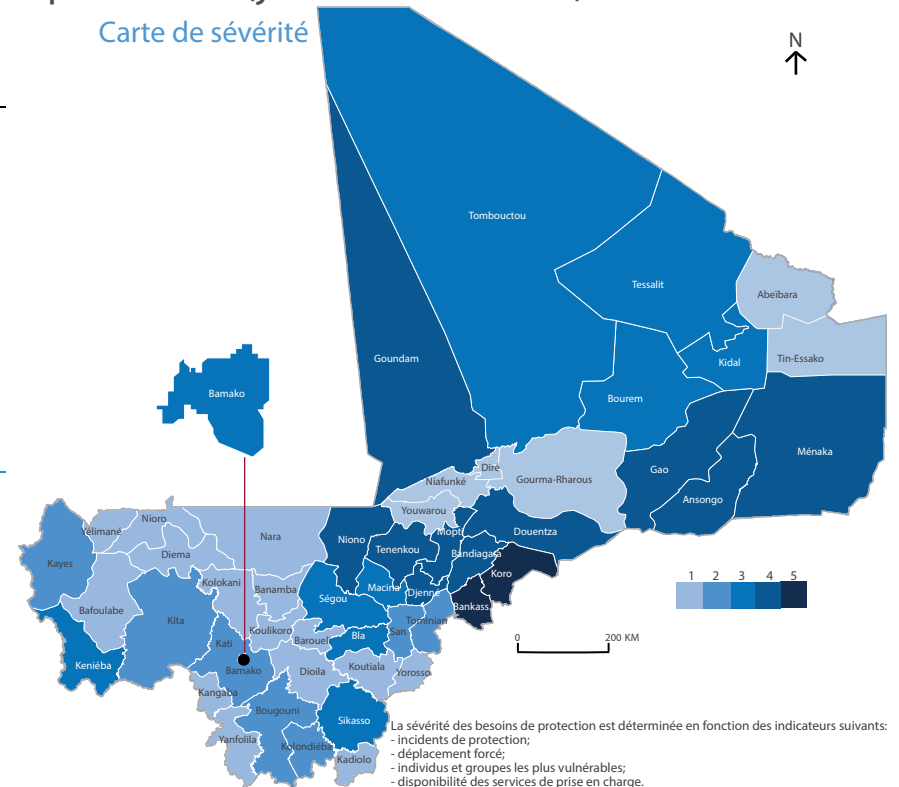 Carte de sévérité
N
Tombouctou
Tessalit
Abeïbara
Goundam
Kidal
Tin-Essako
Bamako
Bourem
Ménaka
Gao
Diré
Niafunké
Gourma-Rharous
Ansongo
Youwarou
Nioro
Yélimané
Nara
Niono
Mopti
Douentza
Tenenkou
Bandiagara
Diema
Kayes
Koro
1 2 3 4 5
Kolokani
Banamba
Macina
Djenné
Ségou
Bankass
Bafoulabe
Kita
Tominian
Koulikoro
San
Baroueli
Bla
Kati
0 200 KM
Keniéba
Bamako
Dioila
Koutiala
Yorosso
Kangaba
Bougouni
Sikasso
Yanfolila
Kolondiéba
Kadiolo
La sévérité des besoins de protection est déterminée en fonction des indicateurs suivants:
- incidents de protection;
- déplacement forcé;
- individus et groupes les plus vulnérables;
- disponibilité des services de prise en charge.